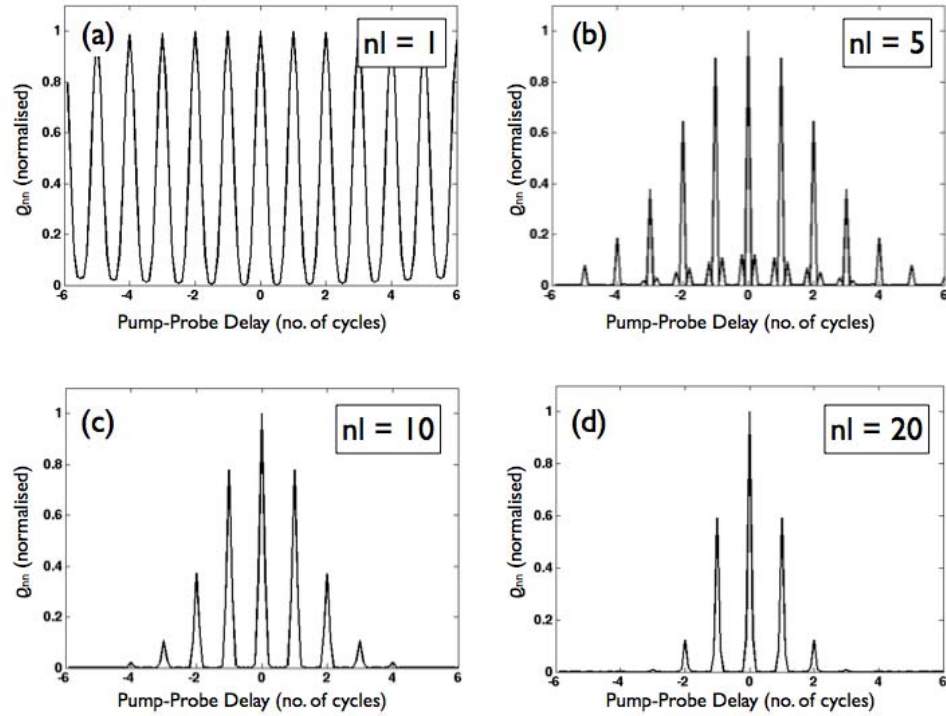 (a)
nl = 1
1
0.8
0.6
0.4
0.2
0
-6 -4 -2 0 2 4 6
ϱnn (normalised)
Pump-Probe Delay (no. of cycles)
(b)
nl = 5
1
0.8
0.6
0.4
0.2
0
-6 -4 -2 0 2 4 6
ϱnn (normalised)
Pump-Probe Delay (no. of cycles)
(c)
nl = 10
1
0.8
0.6
0.4
0.2
0
-6 -4 -2 0 2 4 6
ϱnn (normalised)
Pump-Probe Delay (no. of cycles)
(d)
nl = 20
1
0.8
0.6
0.4
0.2
0
-6 -4 -2 0 2 4 6
ϱnn (normalised)
Pump-Probe Delay (no. of cycles)